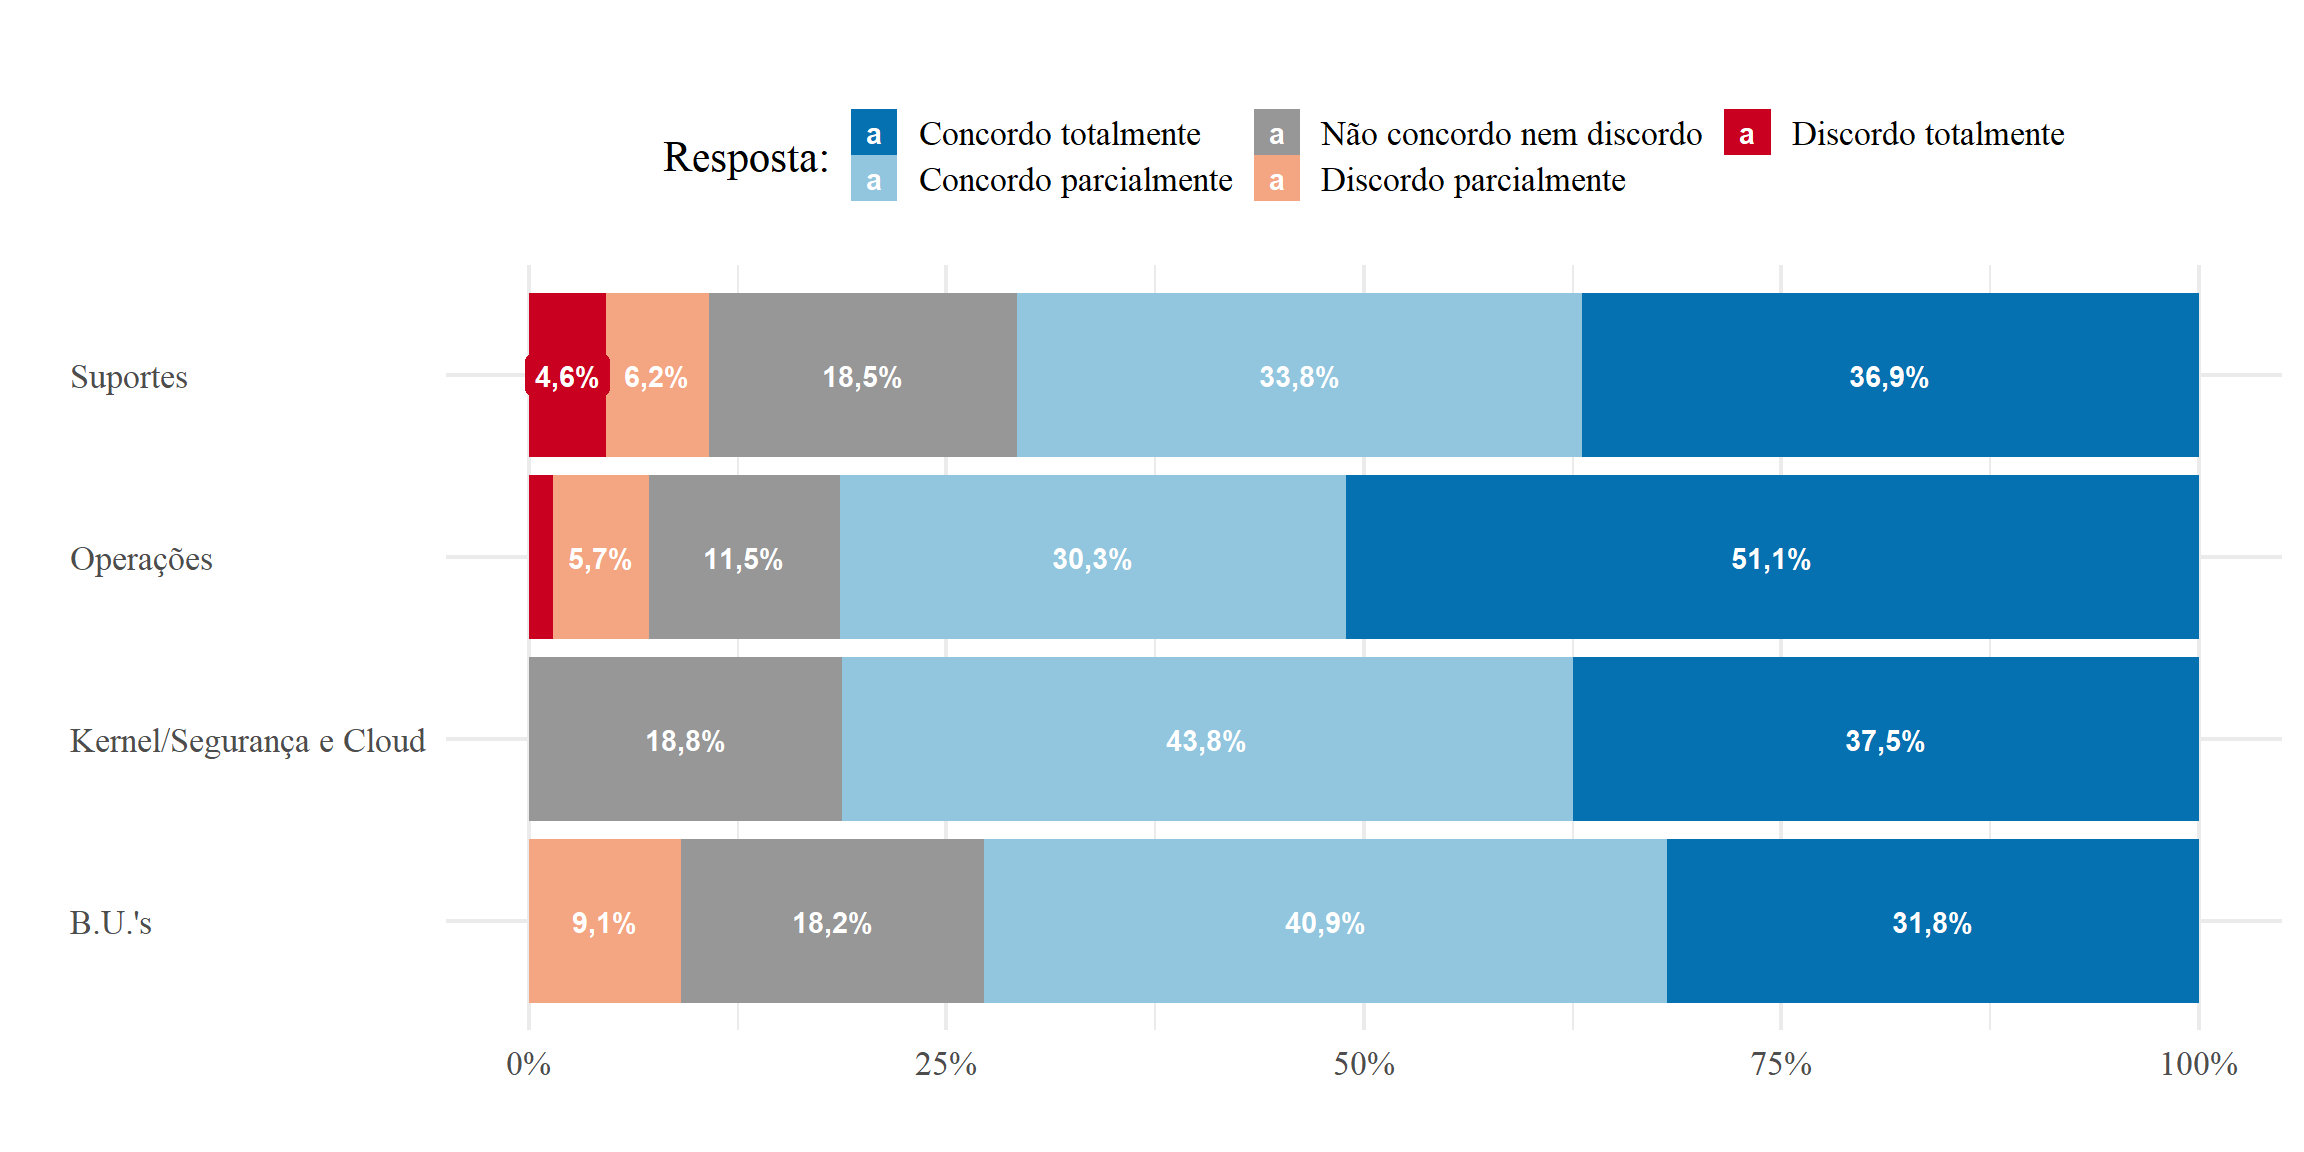 Resposta:
a Concordo totalmente a Não concordo nem discordo a Discordo totalmente
a Concordo parcialmente a Discordo parcialmente
Suportes 4,6% 6,2% 18,5% 33,8% 36,9%
Operações 5,7% 11,5% 30,3% 51,1%
Kernel/Segurança e Cloud 18,8% 43,8% 37,5%
B.U.'s 9,1% 18,2% 40,9% 31,8%
0% 25% 50% 75% 100%